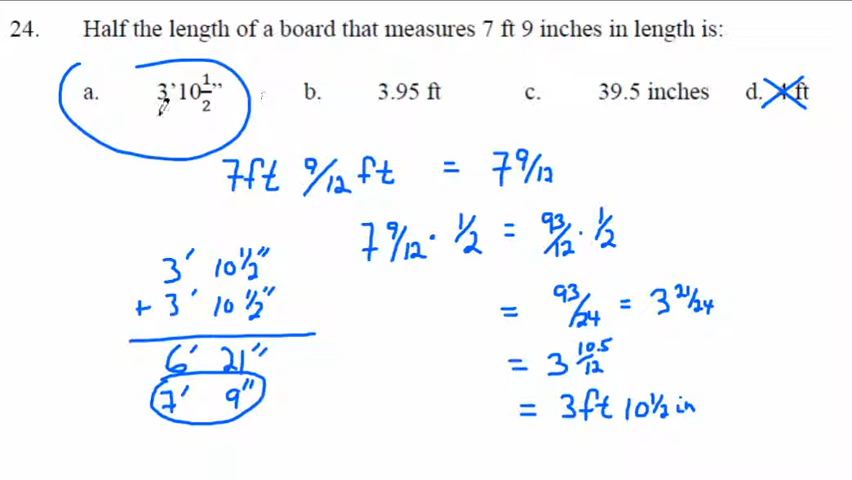 24. Half the length of a board that measures 7 ft 9 inches in length is:
a. 3'10½" b. 3.95 ft c. 39.5 inches d. 4 ft
7ft 9/12 ft = 7 9/12
7 9/12 · 1/2 = 93/12 · 1/2
3' 10½"
+ 3' 10½"
6' 21"
7' 9"
= 93/24 = 3 21/24
= 3 10.5/12
= 3ft 10½ in